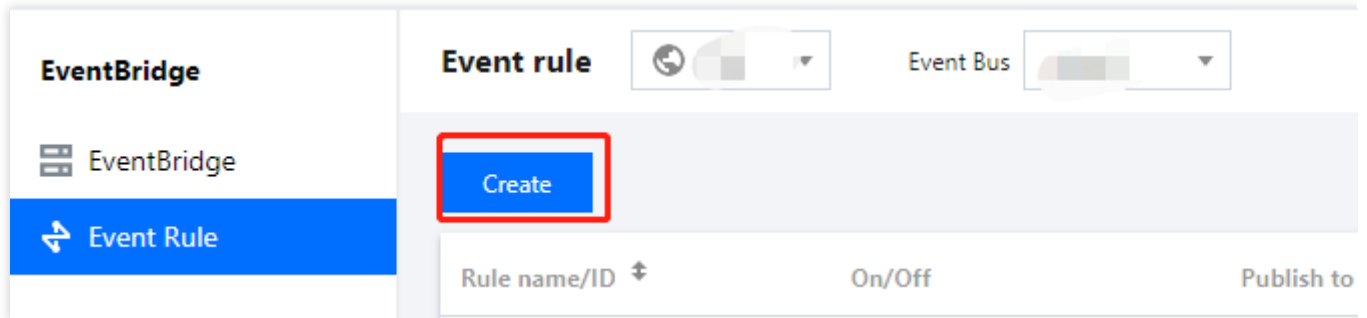 EventBridge
Event rule
Event Bus
EventBridge
Create
Event Rule
Rule name/ID
On/Off
Publish to